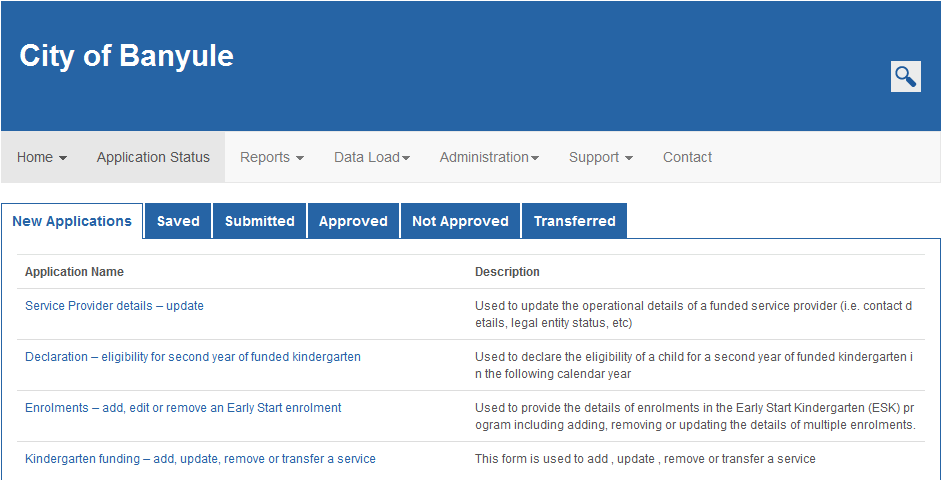 City of Banyule
Home Application Status Reports Data Load Administration Support Contact
New Applications Saved Submitted Approved Not Approved Transferred
Application Name Description
Service Provider details – update Used to update the operational details of a funded service provider (i.e. contact d
etails, legal entity status, etc)
Declaration – eligibility for second year of funded kindergarten Used to declare the eligibility of a child for a second year of funded kindergarten i
n the following calendar year
Enrolments – add, edit or remove an Early Start enrolment Used to provide the details of enrolments in the Early Start Kindergarten (ESK) pr
ogram including adding, removing or updating the details of multiple enrolments.
Kindergarten funding – add, update, remove or transfer a service This form is used to add , update , remove or transfer a service